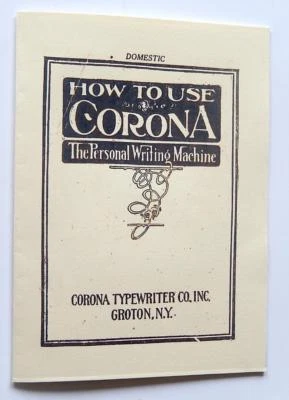 DOMESTIC
HOW TO USE
CORONA
The Personal Writing Machine
CORONA TYPEWRITER CO., INC.
GROTON, N.Y.